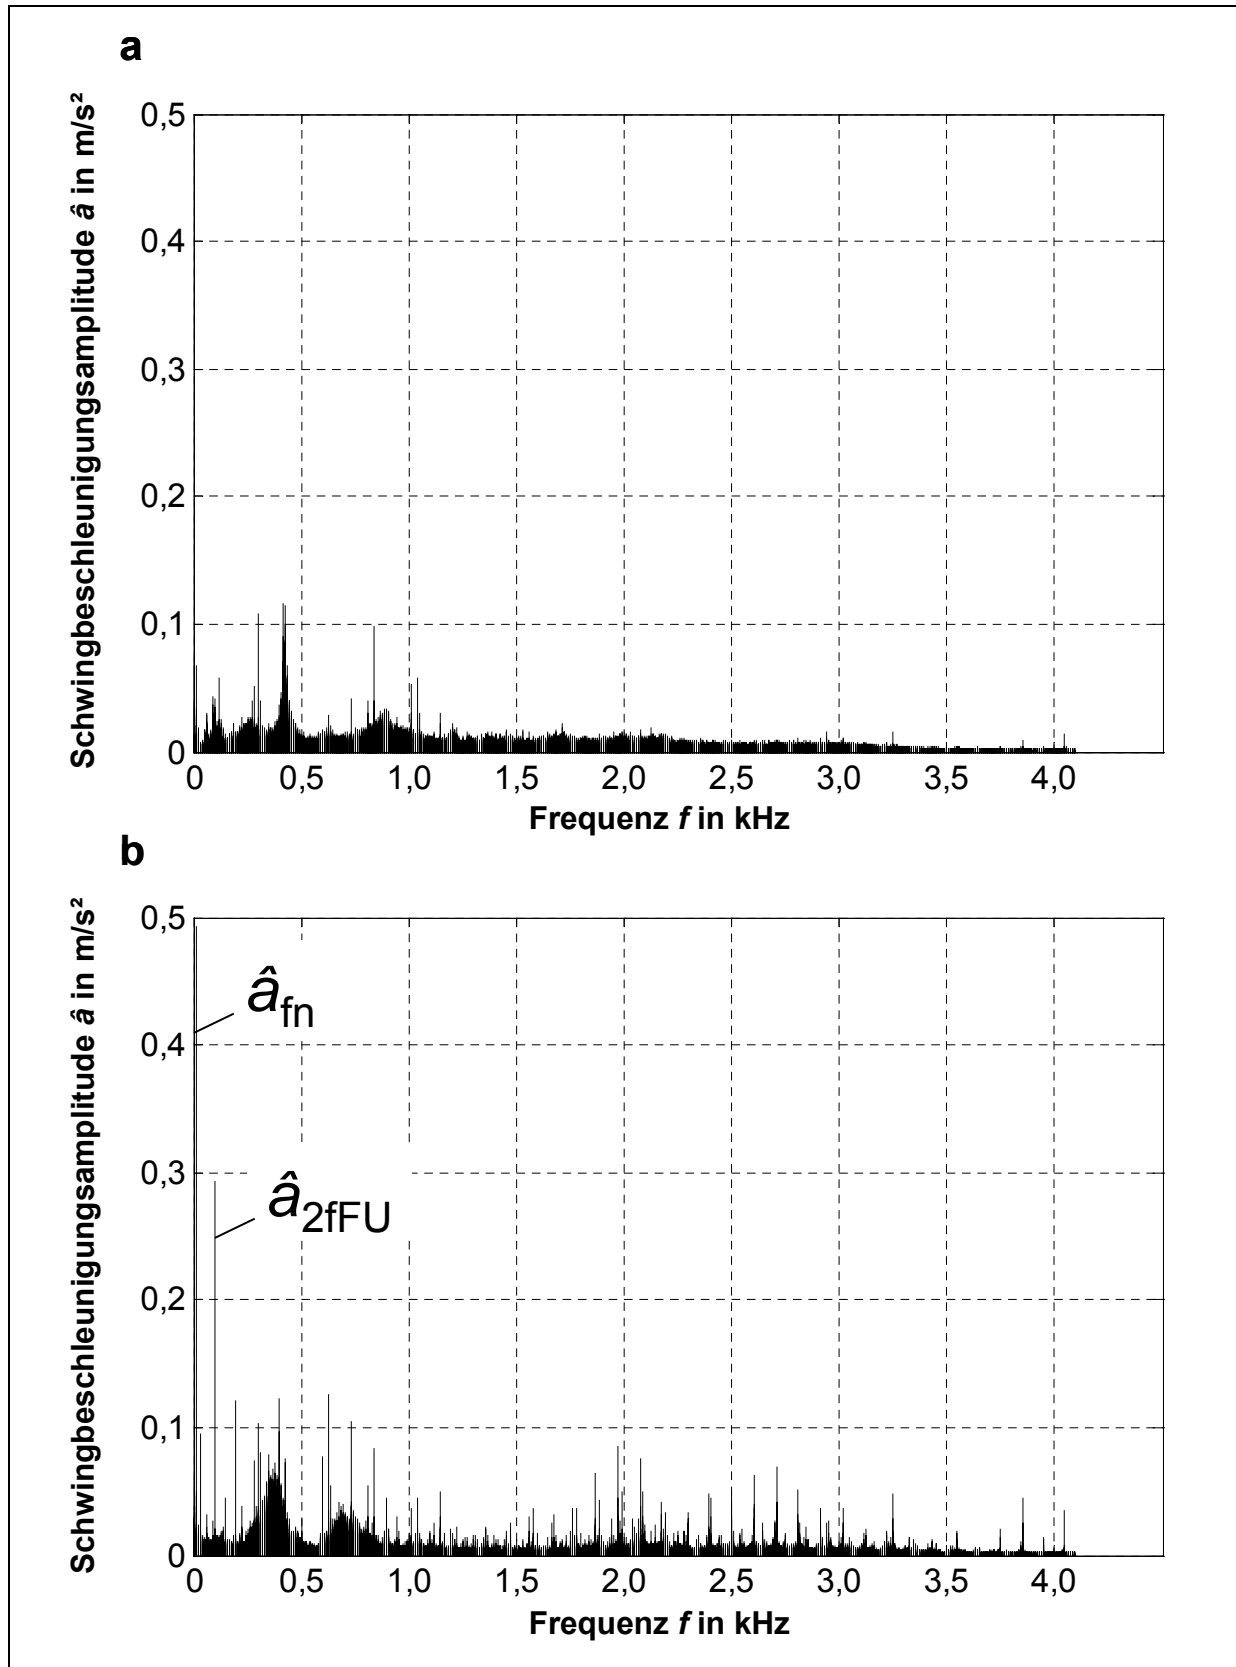 a
Schwingbeschleunigungsamplitude â in m/s²
0,5
0,4
0,3
0,2
0,1
0
0 0,5 1,0 1,5 2,0 2,5 3,0 3,5 4,0
Frequenz f in kHz
b
Schwingbeschleunigungsamplitude â in m/s²
0,5
0,4
0,3
0,2
0,1
0
âfn
â2fFU
0 0,5 1,0 1,5 2,0 2,5 3,0 3,5 4,0
Frequenz f in kHz